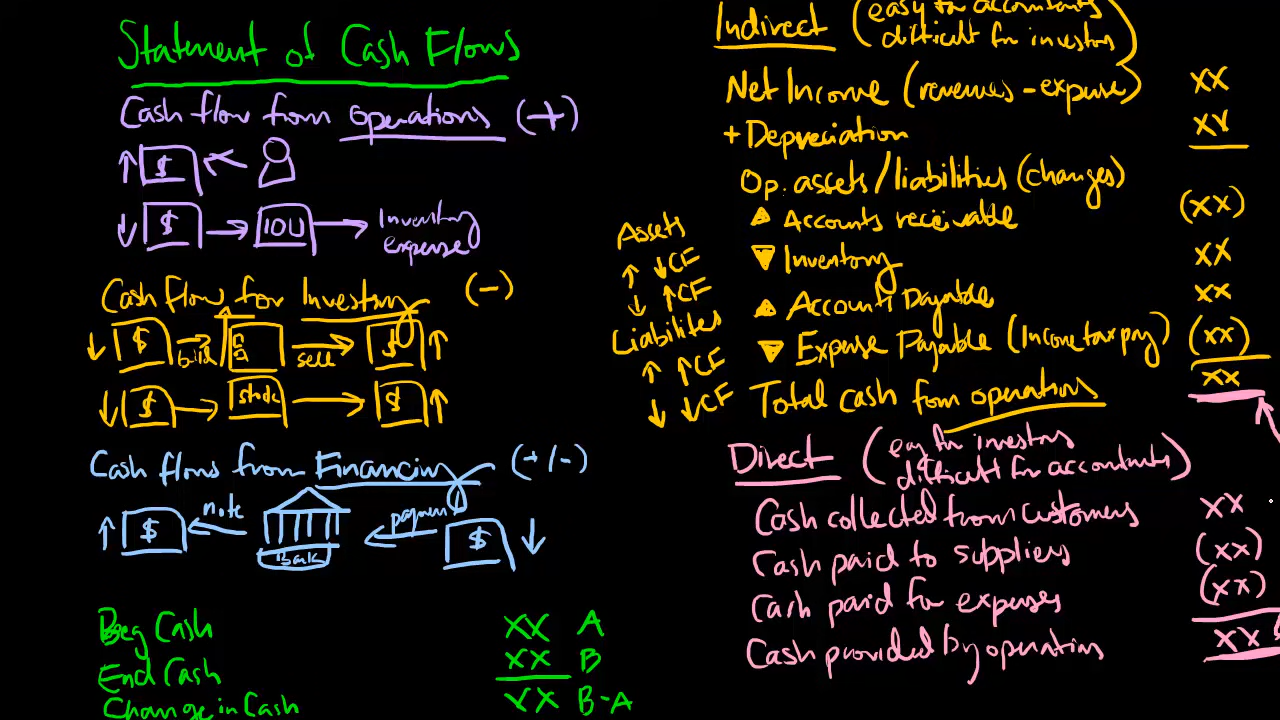 Statement of Cash Flows
Cash flow from operations (+)
↑ $
↓ $ → IOU → Inventory
expense
Cash flow for Investing (-)
↓ $ build sell $ ↑
↓ $ → stock → $ ↑
Cash flows from Financing (+/-)
↑ $ note Bank payment $ ↓
Beg Cash XX A
End Cash XX B
Change in Cash XX B-A
Indirect (easy for accountants
difficult for investors)
Net Income (revenues - expense) XX
+ Depreciation XX
Op. assets/liabilities (changes)
▲ Accounts receivable (XX)
▼ Inventory XX
▲ Accounts Payable XX
▼ Expense Payable (Income tax pay) (XX)
Total cash from operations XX
Assets
↑ ↓CF
↓ ↑CF
Liabilites
↑ ↑CF
↓ ↓CF
Direct (easy for investors
difficult for accountants)
Cash collected from customers XX
Cash paid to suppliers (XX)
Cash paid for expenses (XX)
Cash provided by operations XX